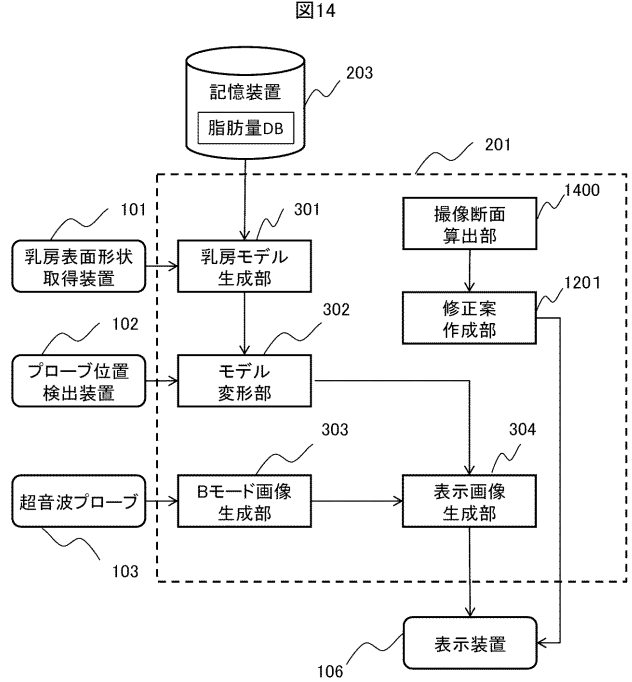 図14
記憶装置
脂肪量DB
203
201
101
乳房表面形状
取得装置
301
乳房モデル
生成部
1400
撮像断面
算出部
1201
修正案
作成部
102
プローブ位置
検出装置
302
モデル
変形部
303
Bモード画像
生成部
304
表示画像
生成部
超音波プローブ
103
表示装置
106